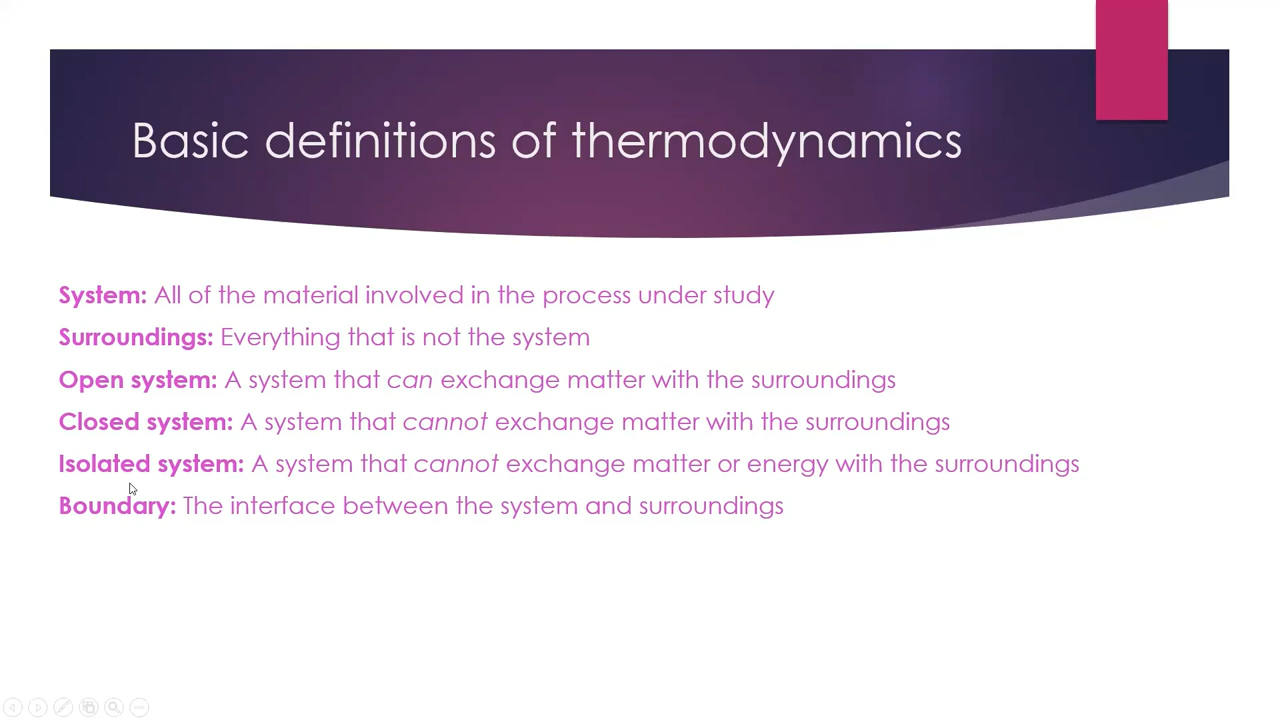 Basic definitions of thermodynamics
System: All of the material involved in the process under study
Surroundings: Everything that is not the system
Open system: A system that can exchange matter with the surroundings
Closed system: A system that cannot exchange matter with the surroundings
Isolated system: A system that cannot exchange matter or energy with the surroundings
Boundary: The interface between the system and surroundings